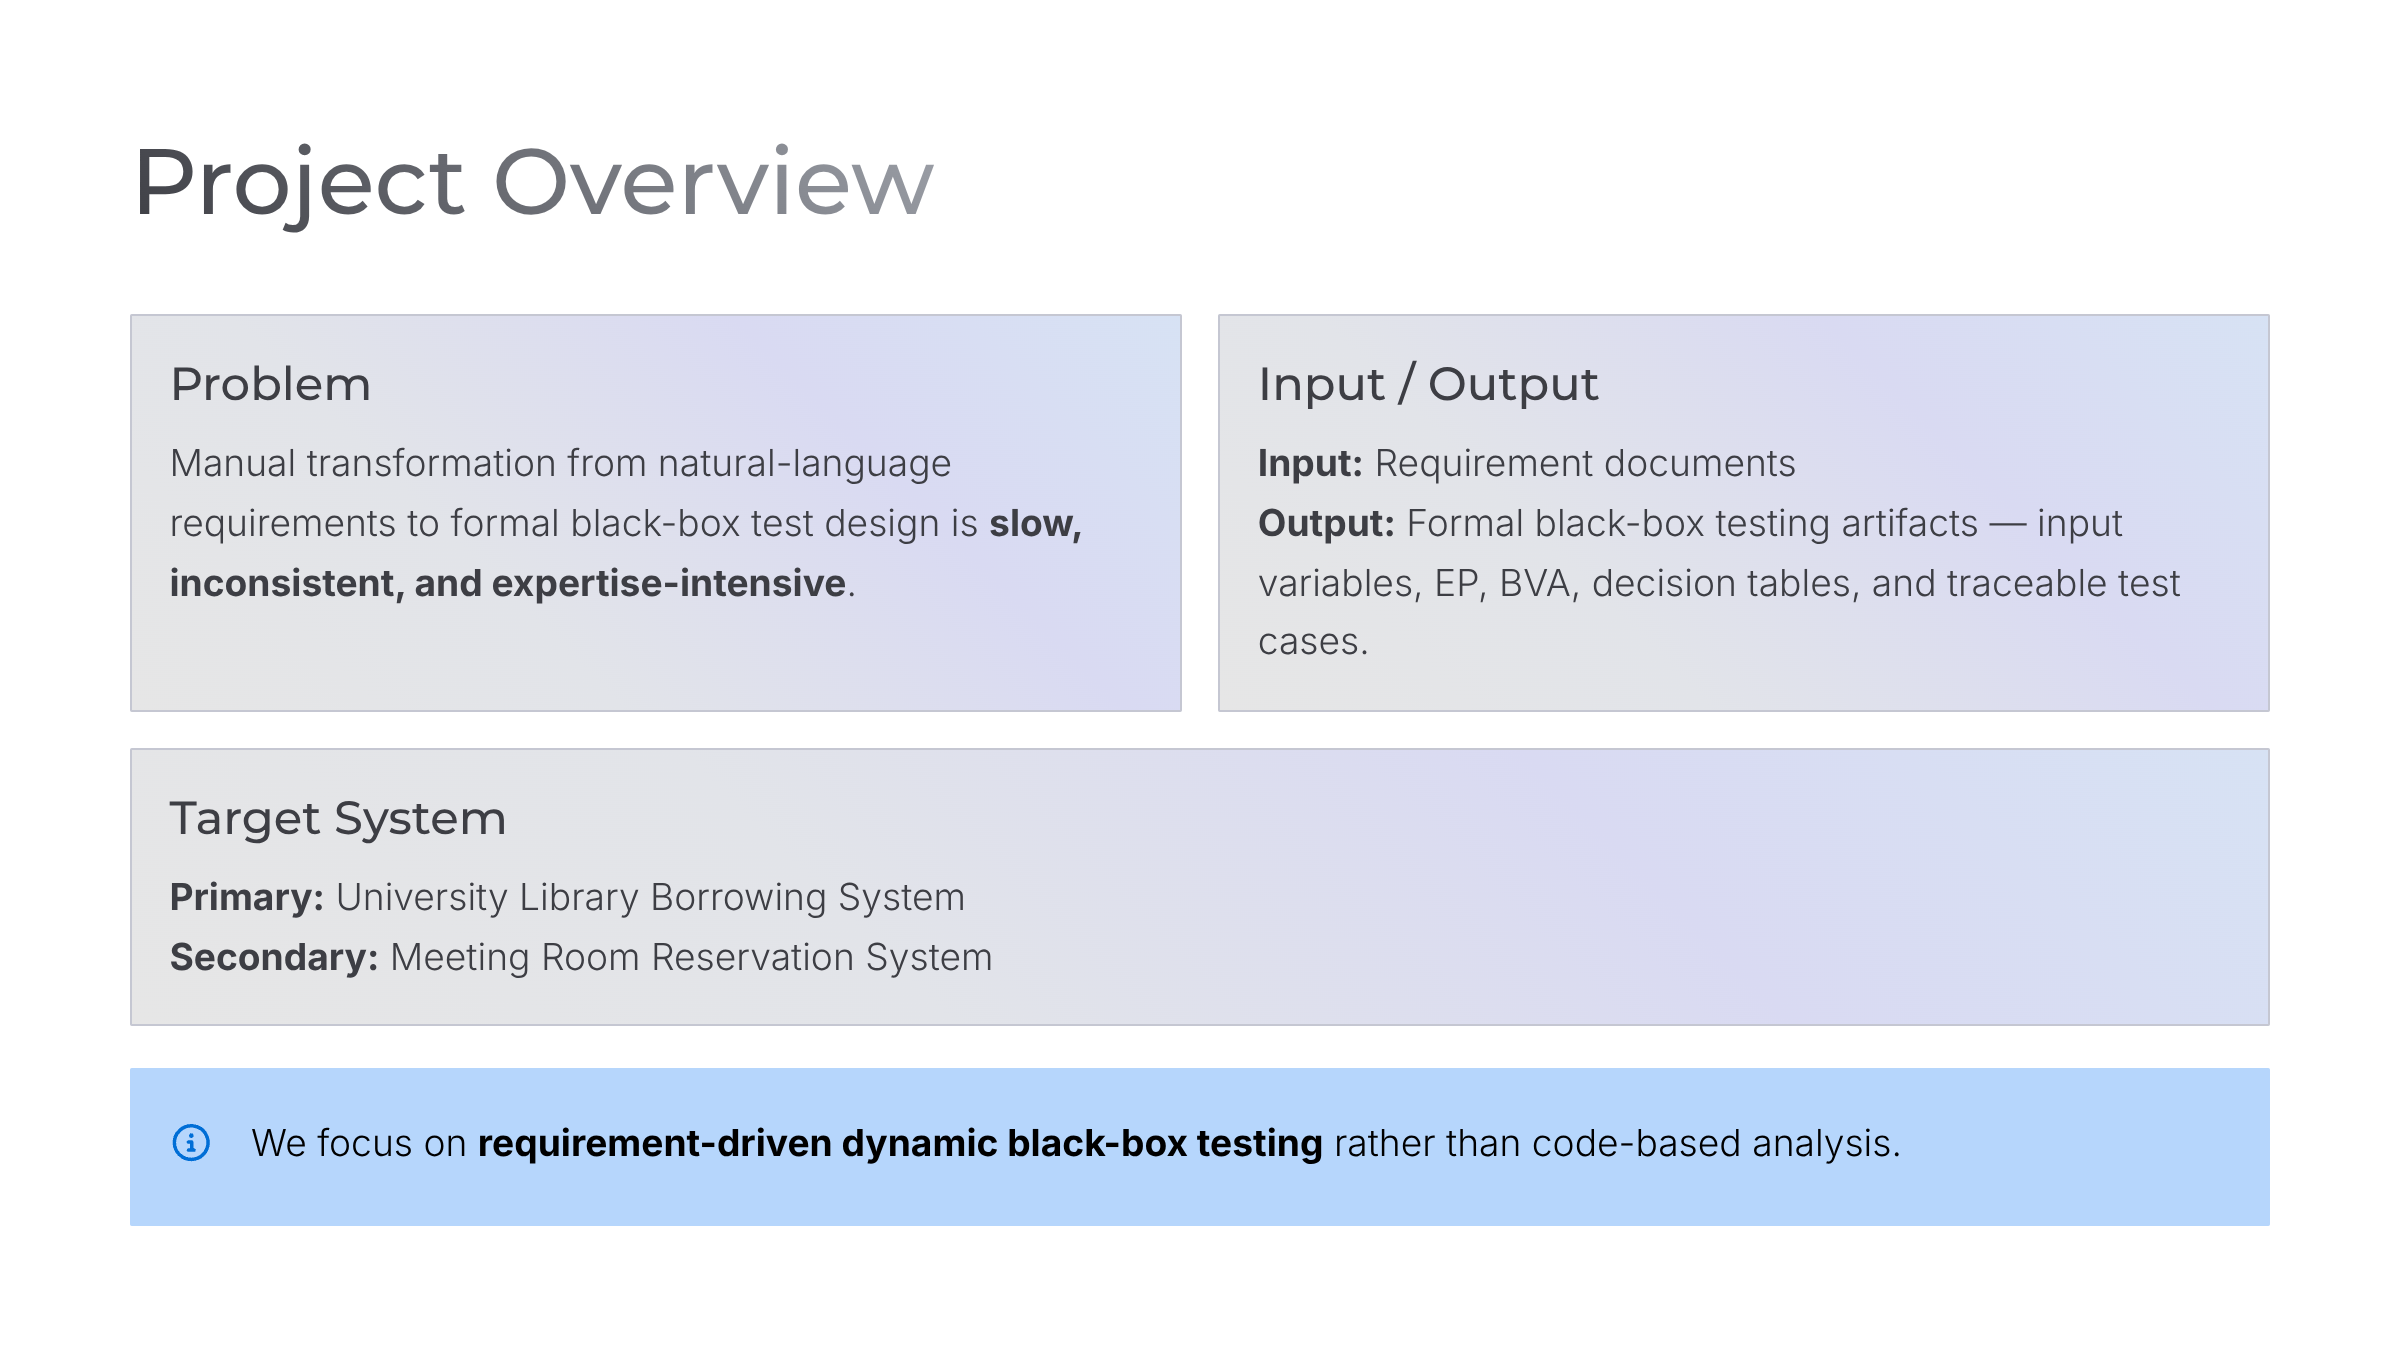 Project Overview
Problem
Manual transformation from natural-language
requirements to formal black-box test design is slow,
inconsistent, and expertise-intensive.
Input / Output
Input: Requirement documents
Output: Formal black-box testing artifacts — input
variables, EP, BVA, decision tables, and traceable test
cases.
Target System
Primary: University Library Borrowing System
Secondary: Meeting Room Reservation System
We focus on requirement-driven dynamic black-box testing rather than code-based analysis.